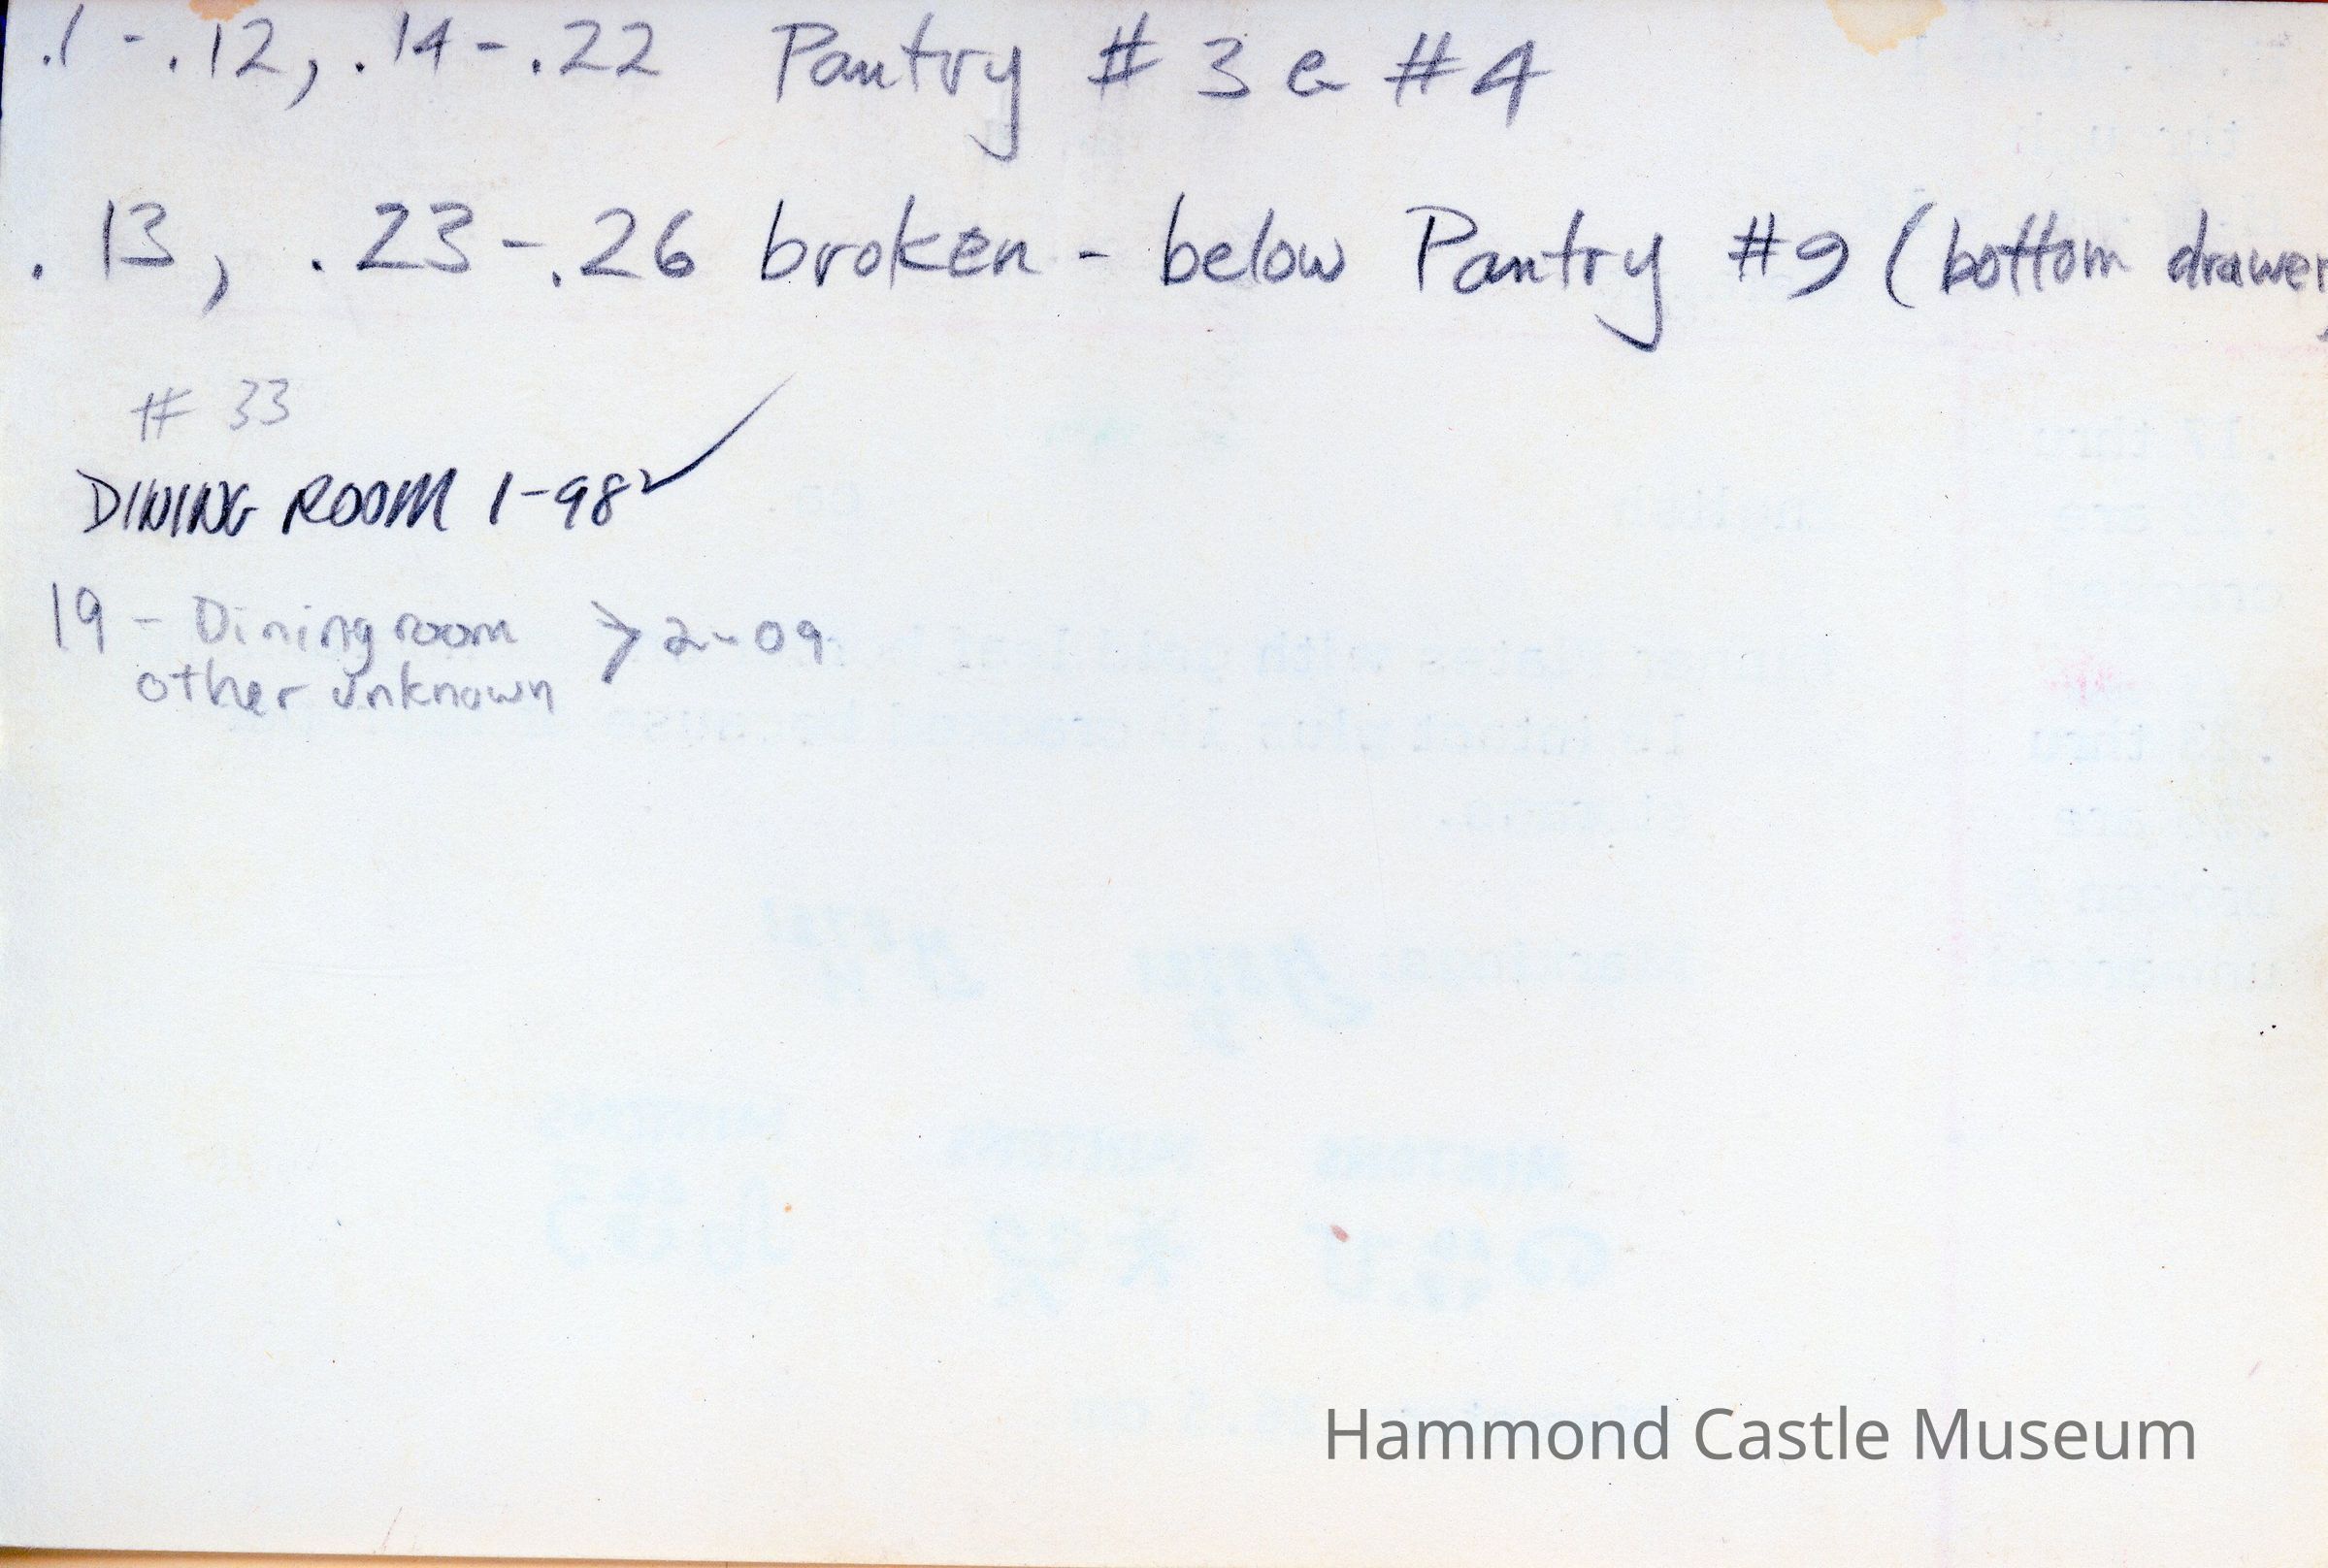 .1 - .12, .14 - .22 Pantry # 3 & #4
. 13, . 23 - .26 broken - below Pantry #9 (bottom drawer)
# 33
DINING ROOM 1-98 ✓
19 - Dining room > 2-09
other unknown
Hammond Castle Museum